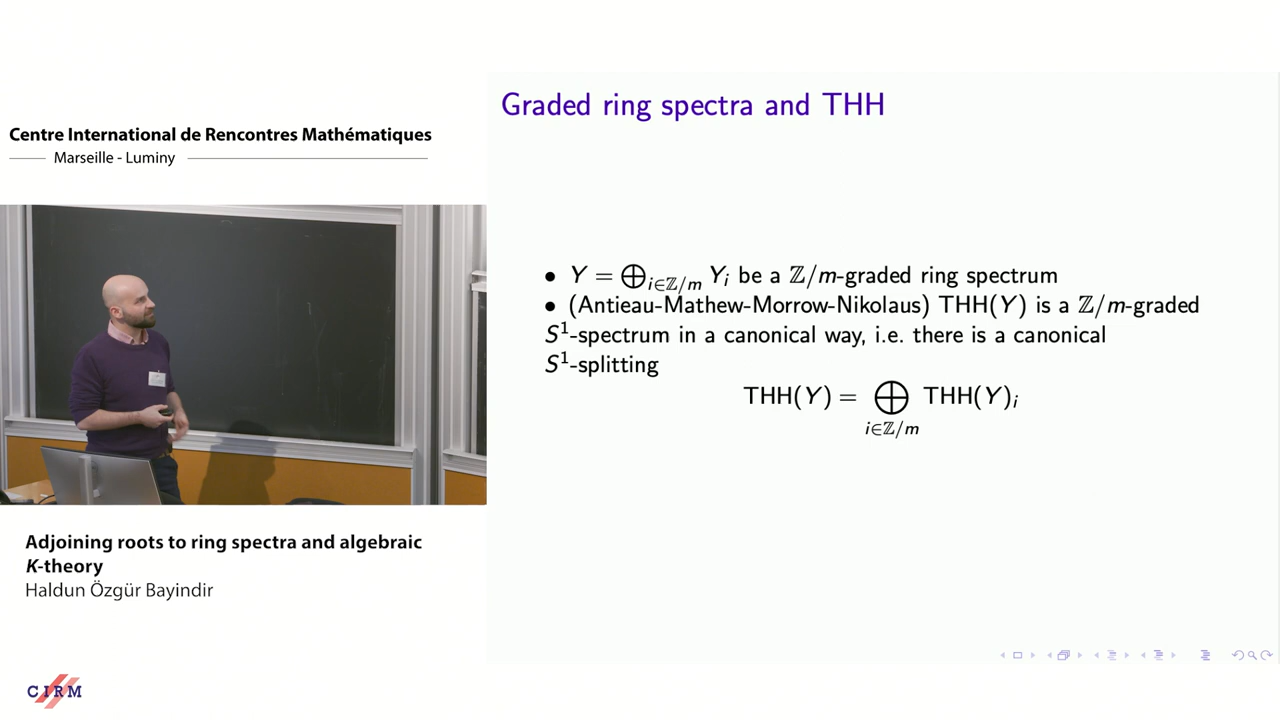 Centre International de Rencontres Mathématiques
Marseille - Luminy
Adjoining roots to ring spectra and algebraic
K-theory
Haldun Özgür Bayindir
CIRM
Graded ring spectra and THH
• Y = ⊕_{i∈ℤ/m} Y_i be a ℤ/m-graded ring spectrum
• (Antieau-Mathew-Morrow-Nikolaus) THH(Y) is a ℤ/m-graded
S¹-spectrum in a canonical way, i.e. there is a canonical
S¹-splitting
THH(Y) = ⊕_{i∈ℤ/m} THH(Y)_i